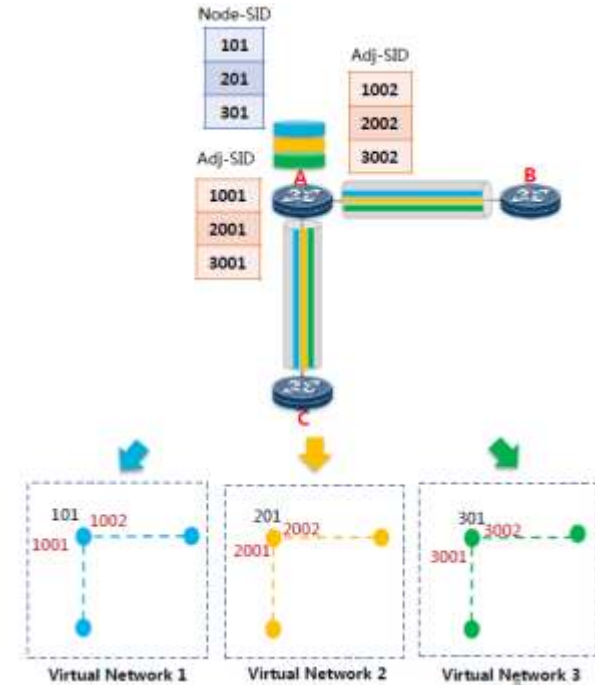 Node-SID
101
201
301
Adj-SID
1002
2002
3002
Adj-SID
1001
2001
3001
A
B
C
101
1002
1001
201
2002
2001
301
3002
3001
Virtual Network 1
Virtual Network 2
Virtual Network 3